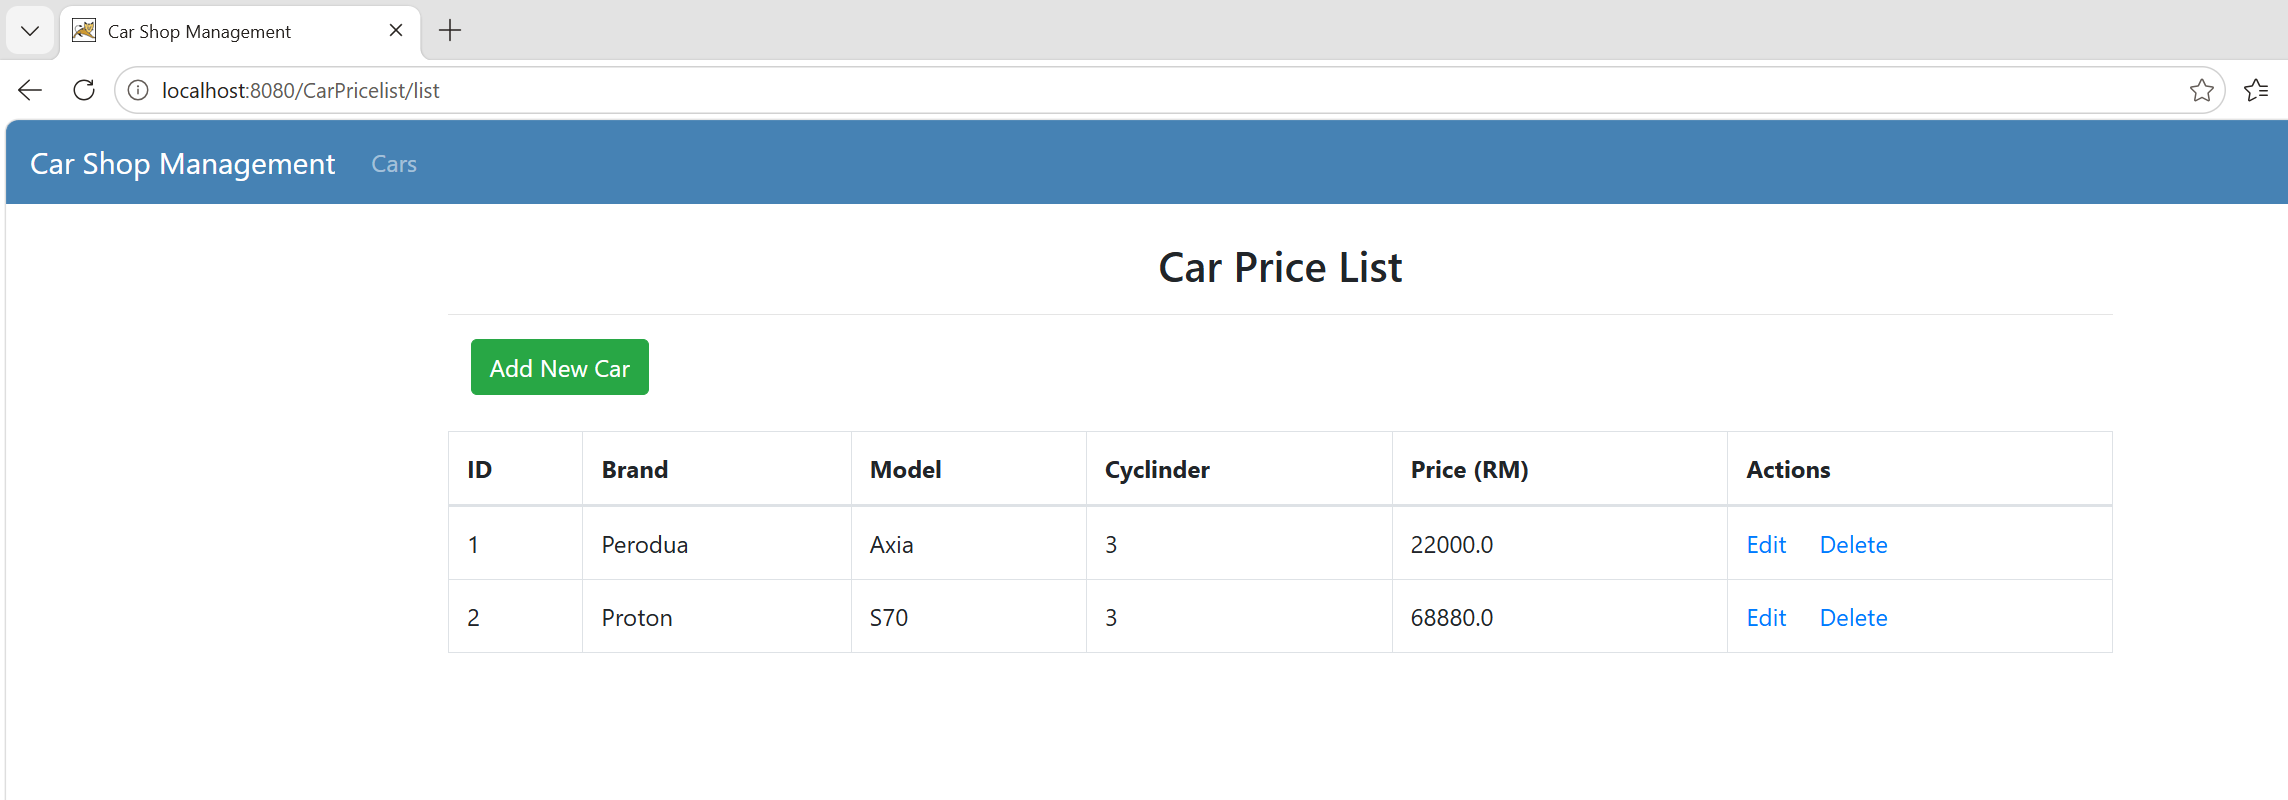 Car Shop Management
localhost:8080/CarPricelist/list
Car Shop Management Cars
Car Price List
Add New Car
ID Brand Model Cyclinder Price (RM) Actions
1 Perodua Axia 3 22000.0 Edit Delete
2 Proton S70 3 68880.0 Edit Delete